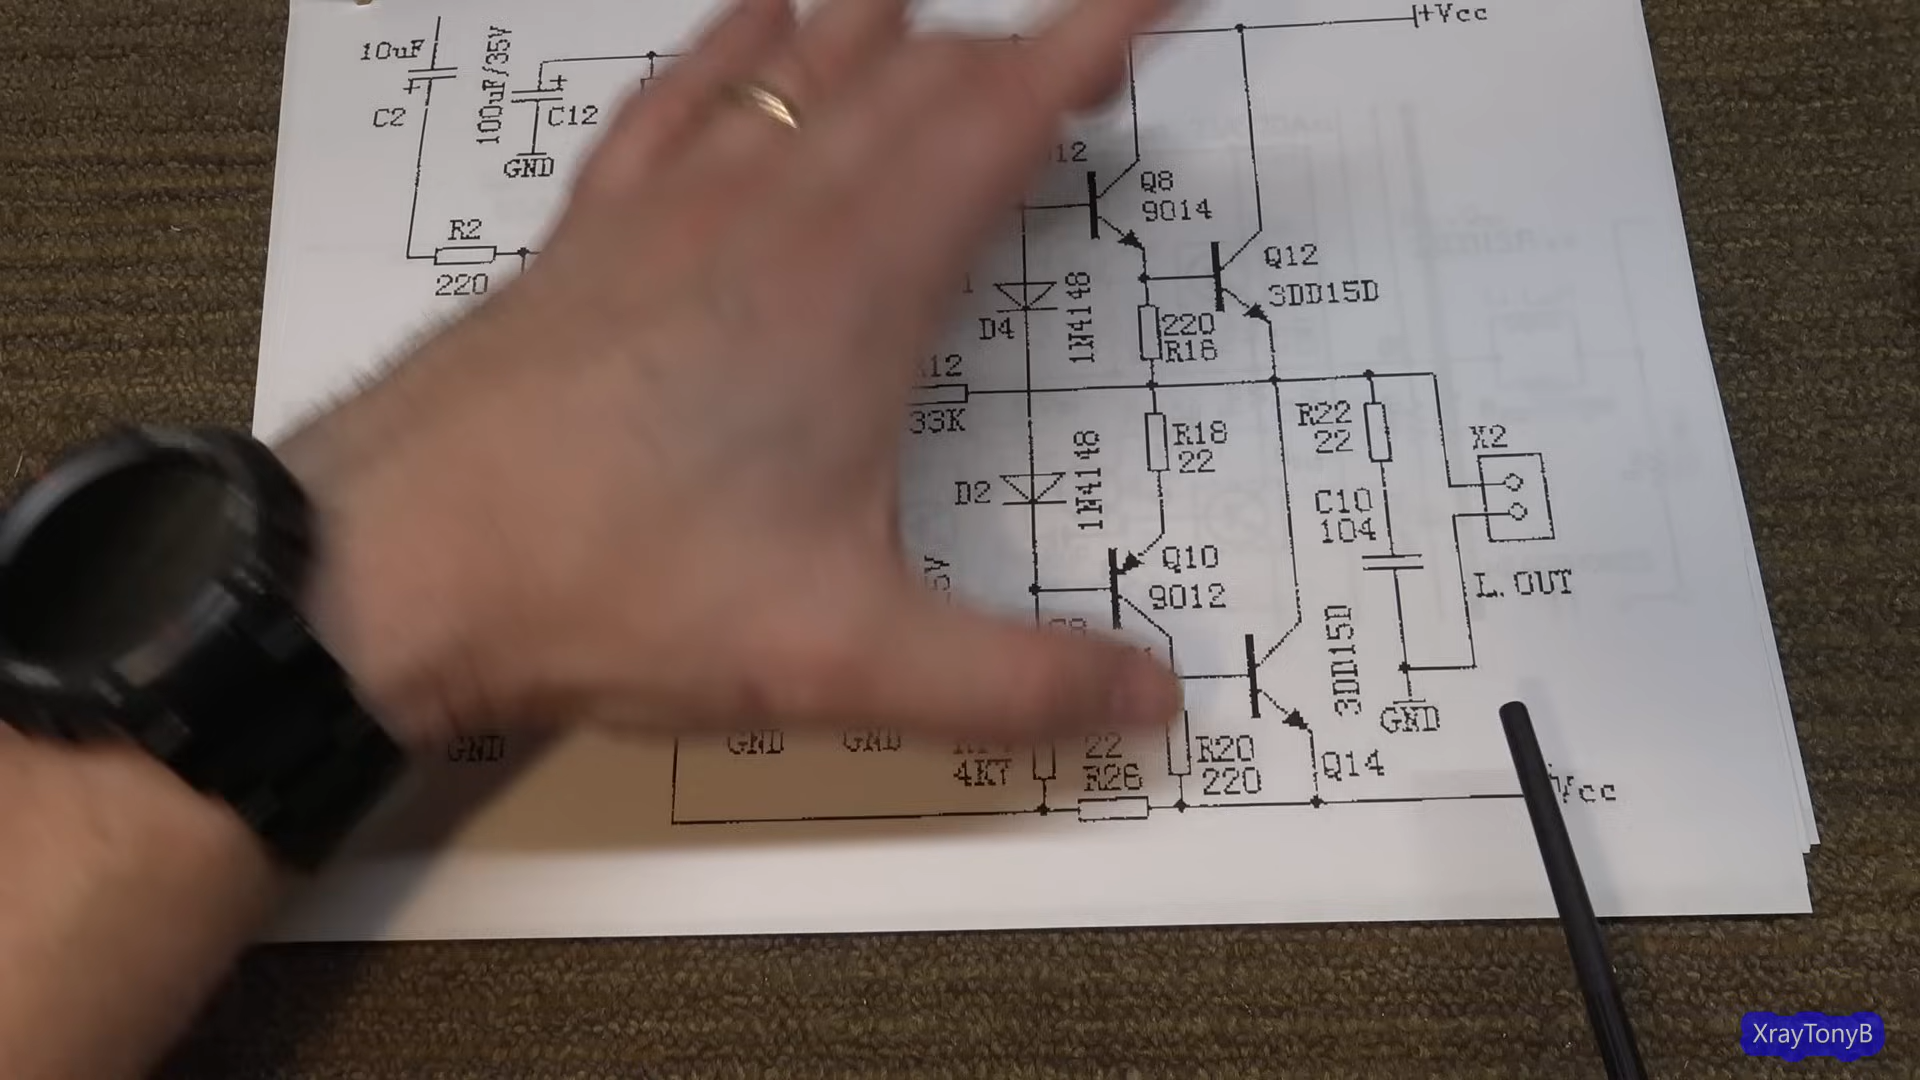 10uF
+
C2
100uF/35V
+
C12
GND
R2
220
+Vcc
Q8
9014
Q12
3DD15D
D4
1N4148
220
R16
33K
R18
22
R22
22
X2
D2
1N4148
C10
104
Q10
9012
L.OUT
3DD15D
GND
GND
GND
GND
4K7
22
R26
R20
220
Q14
Vcc
XrayTonyB